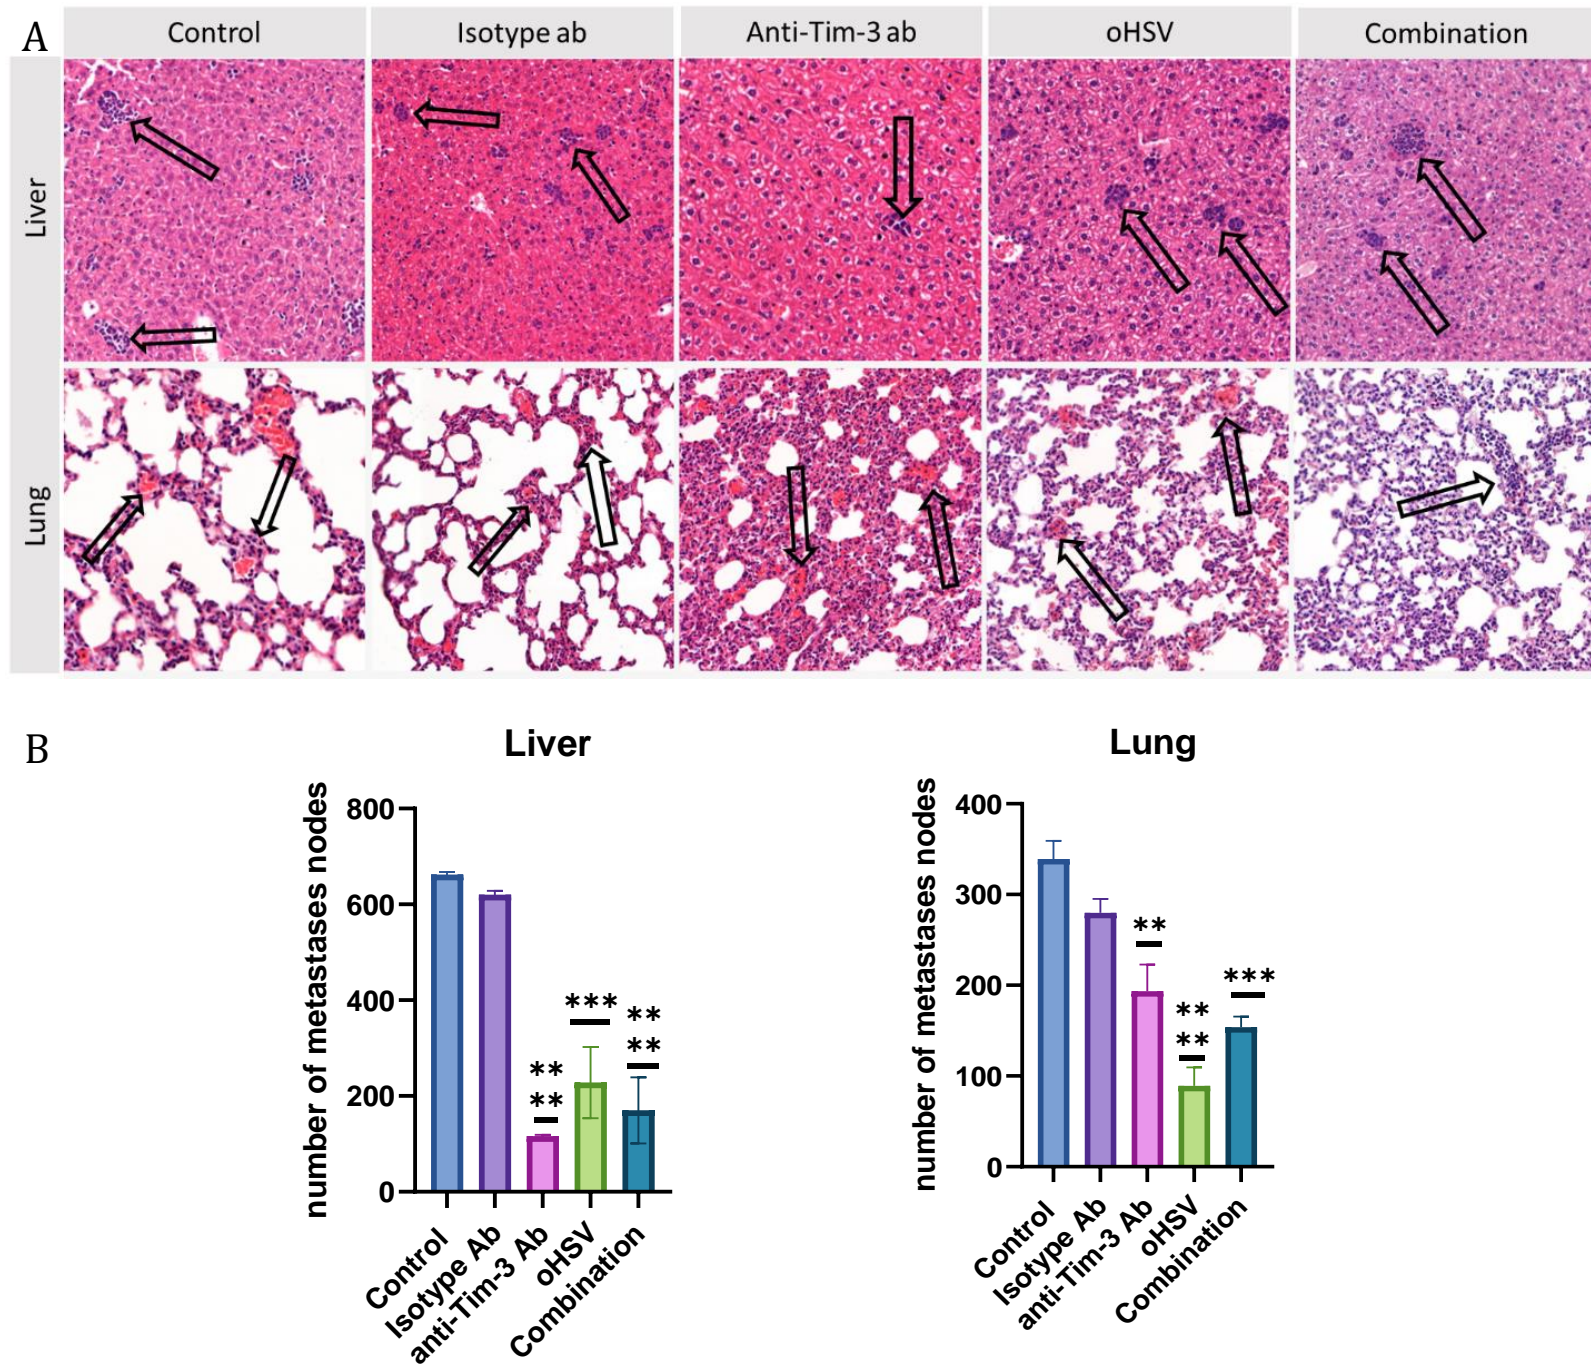 A
Control
Isotype ab
Anti-Tim-3 ab
oHSV
Combination
Liver
Lung
B
Liver
number of metastases nodes
800
600
400
200
0
**
**
***
**
**
Control
Isotype Ab
anti-Tim-3 Ab
oHSV
Combination
Lung
number of metastases nodes
400
300
200
100
0
**
**
**
***
Control
Isotype Ab
anti-Tim-3 Ab
oHSV
Combination